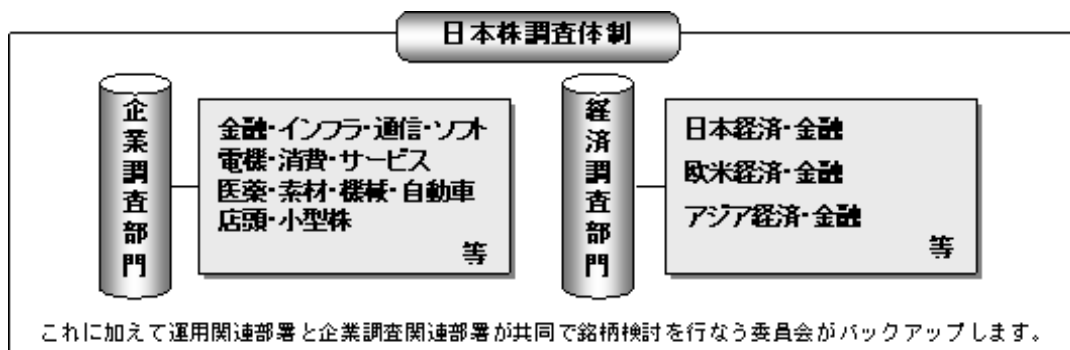 日本株調査体制
企業調査部門
金融・インフラ・通信・ソフト
電機・消費・サービス
医薬・素材・機械・自動車
店頭・小型株
等
経済調査部門
日本経済・金融
欧米経済・金融
アジア経済・金融
等
これに加えて運用関連部署と企業調査関連部署が共同で銘柄検討を行なう委員会がバックアップします。